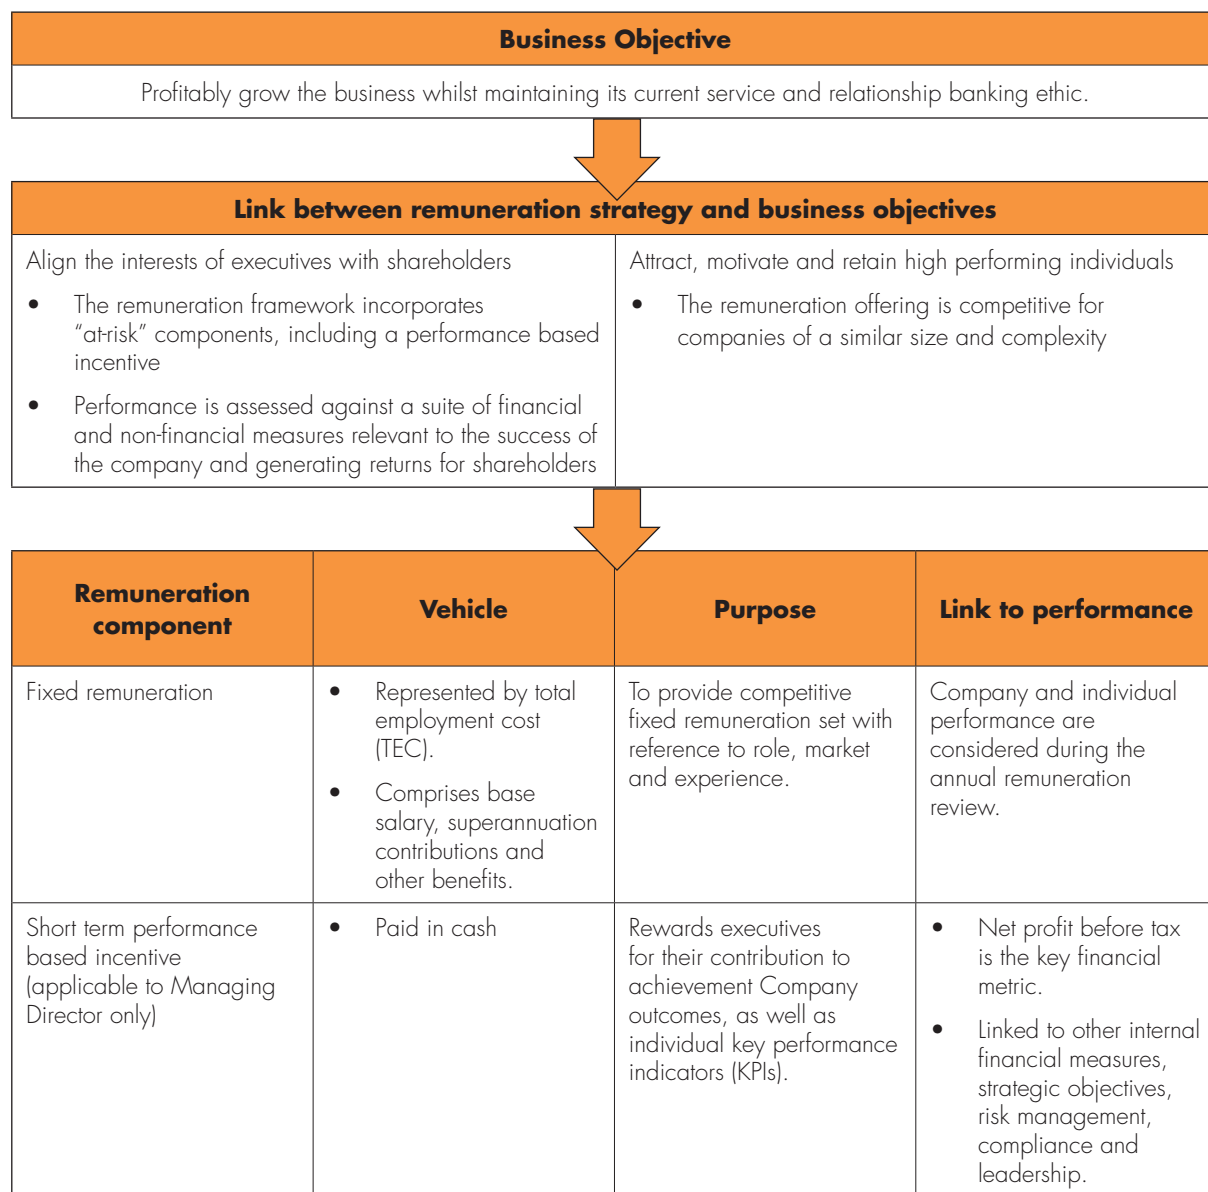 Business Objective
Profitably grow the business whilst maintaining its current service and relationship banking ethic.
Link between remuneration strategy and business objectives
Align the interests of executives with shareholders
• The remuneration framework incorporates
“at-risk” components, including a performance based
incentive
• Performance is assessed against a suite of financial
and non-financial measures relevant to the success of
the company and generating returns for shareholders
Attract, motivate and retain high performing individuals
• The remuneration offering is competitive for
companies of a similar size and complexity
Remuneration
component
Vehicle
Purpose
Link to performance
Fixed remuneration
• Represented by total
employment cost
(TEC).
• Comprises base
salary, superannuation
contributions and
other benefits.
To provide competitive
fixed remuneration set with
reference to role, market
and experience.
Company and individual
performance are
considered during the
annual remuneration
review.
Short term performance
based incentive
(applicable to Managing
Director only)
• Paid in cash
Rewards executives
for their contribution to
achievement Company
outcomes, as well as
individual key performance
indicators (KPIs).
• Net profit before tax
is the key financial
metric.
• Linked to other internal
financial measures,
strategic objectives,
risk management,
compliance and
leadership.